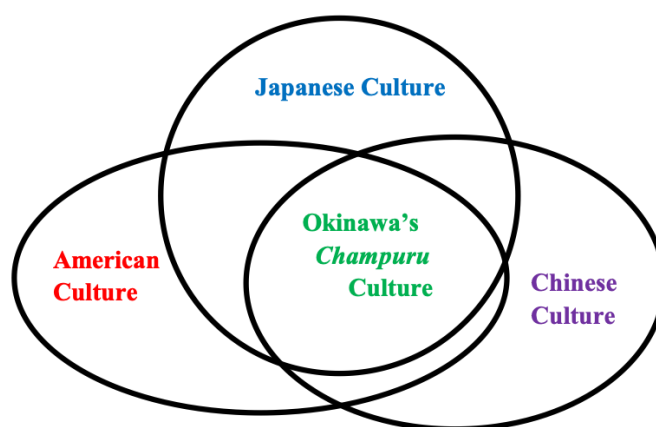 Japanese Culture
Okinawa’s
Champuru
Culture
American
Culture
Chinese
Culture